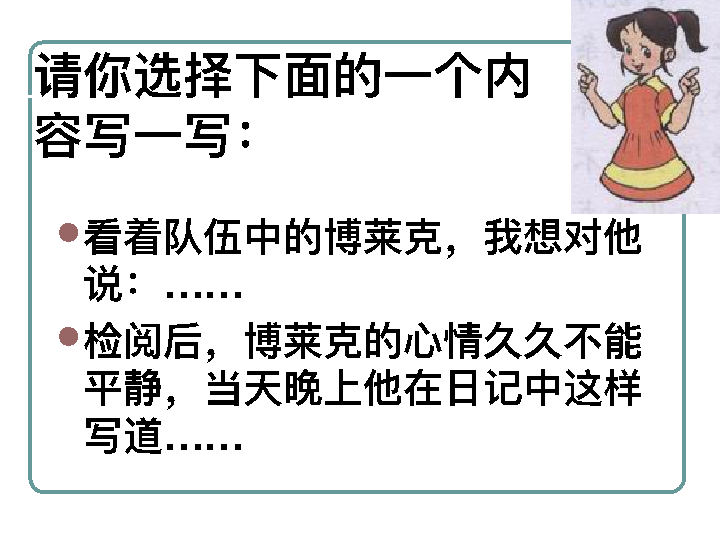 请你选择下面的一个内
容写一写：
看着队伍中的博莱克，我想对他
说：……
检阅后，博莱克的心情久久不能
平静，当天晚上他在日记中这样
写道……